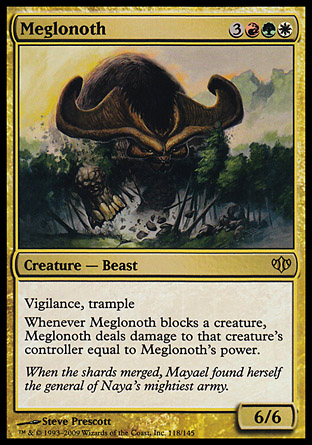 Meglonoth 3
Creature — Beast
Vigilance, trample
Whenever Meglonoth blocks a creature,
Meglonoth deals damage to that creature's
controller equal to Meglonoth's power.
When the shards merged, Mayael found herself
the general of Naya's mightiest army.
Steve Prescott
™ & © 1993–2009 Wizards of the Coast, Inc. 118/145
6/6